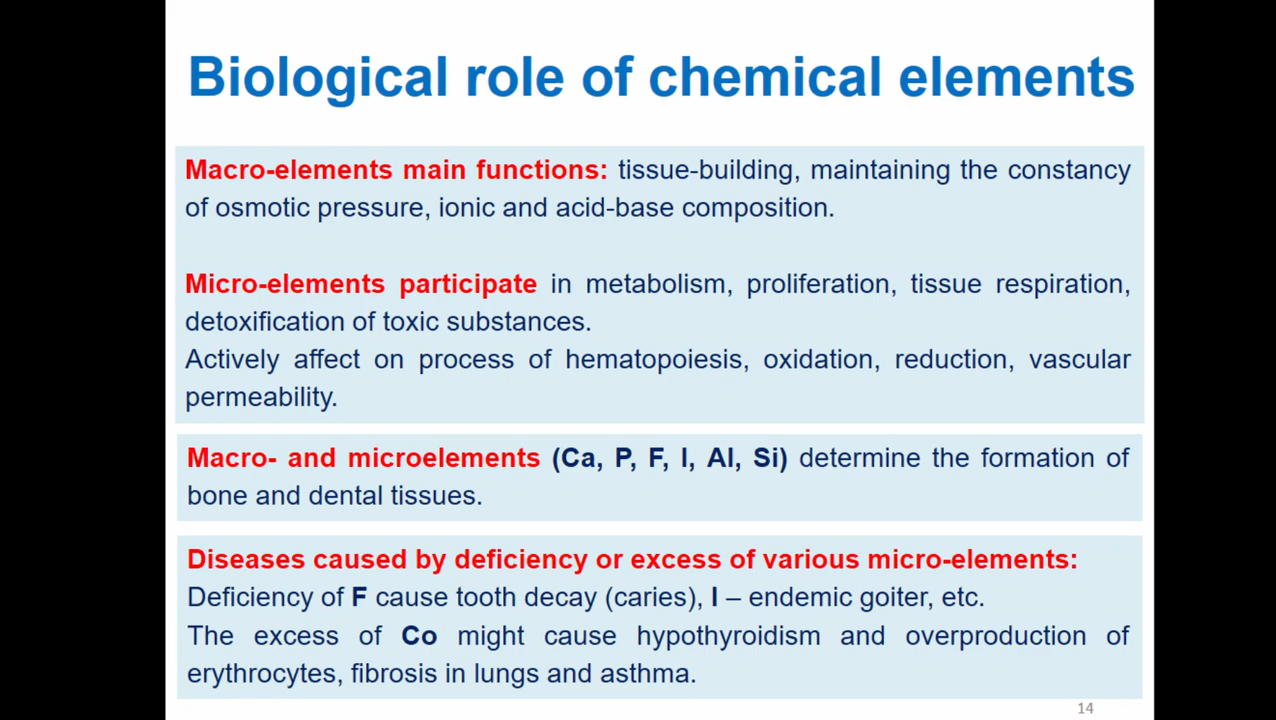 Biological role of chemical elements
Macro-elements main functions: tissue-building, maintaining the constancy
of osmotic pressure, ionic and acid-base composition.
Micro-elements participate in metabolism, proliferation, tissue respiration,
detoxification of toxic substances.
Actively affect on process of hematopoiesis, oxidation, reduction, vascular
permeability.
Macro- and microelements (Ca, P, F, I, Al, Si) determine the formation of
bone and dental tissues.
Diseases caused by deficiency or excess of various micro-elements:
Deficiency of F cause tooth decay (caries), I – endemic goiter, etc.
The excess of Co might cause hypothyroidism and overproduction of
erythrocytes, fibrosis in lungs and asthma.
14